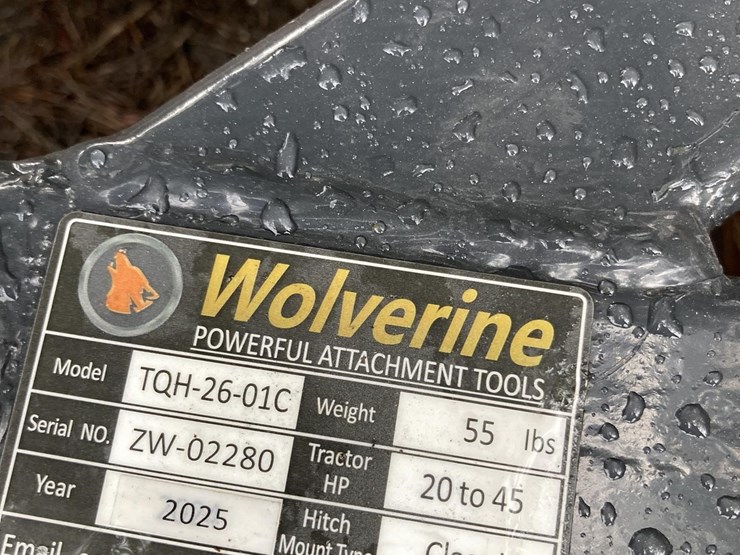 Wolverine
POWERFUL ATTACHMENT TOOLS
Model TQH-26-01C Weight 55 lbs
Serial NO. ZW-02280 Tractor HP 20 to 45
Year 2025 Hitch
Mount Type
Email